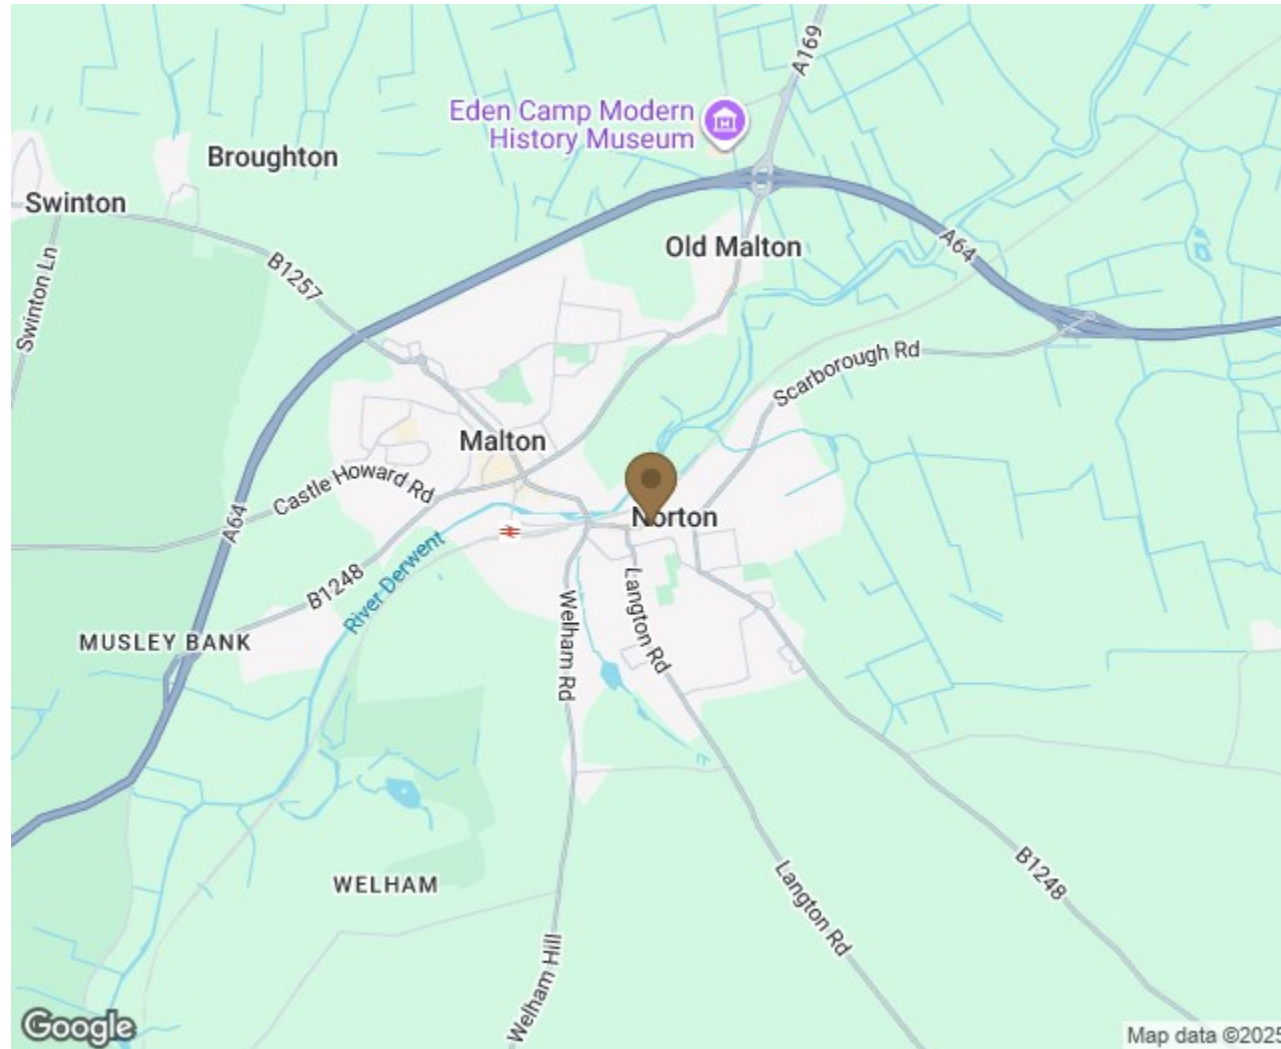 A169
Eden Camp Modern
History Museum
Broughton
Swinton
Old Malton
A64
B1257
Swinton Ln
Scarborough Rd
Malton
Castle Howard Rd
A64
Norton
River Derwent
B1248
Langton Rd
Welham Rd
MUSLEY BANK
WELHAM
B1248
Langton Rd
Welham Hill
Google
Map data ©2025